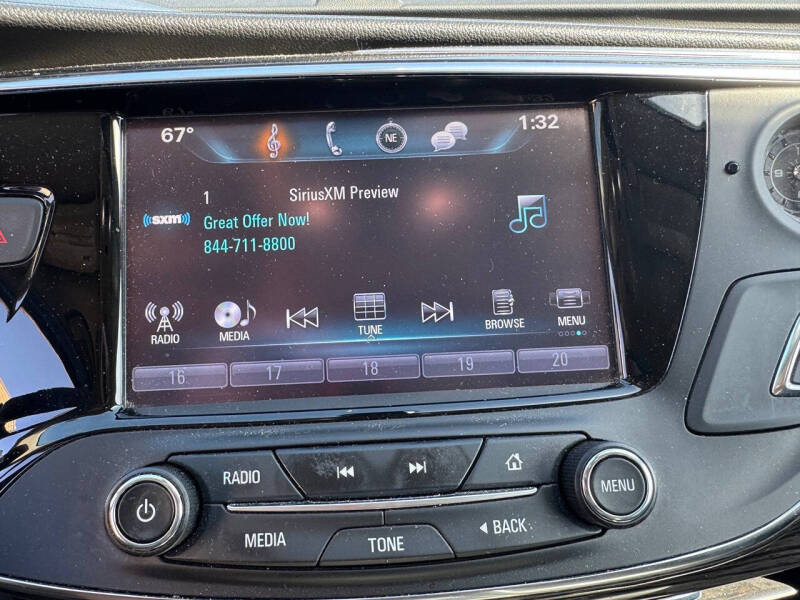 67° NE 1:32
1 SiriusXM Preview
((sxm)) Great Offer Now!
844-711-8800
RADIO MEDIA TUNE BROWSE MENU
16 17 18 19 20
RADIO
MENU
MEDIA TONE BACK
9